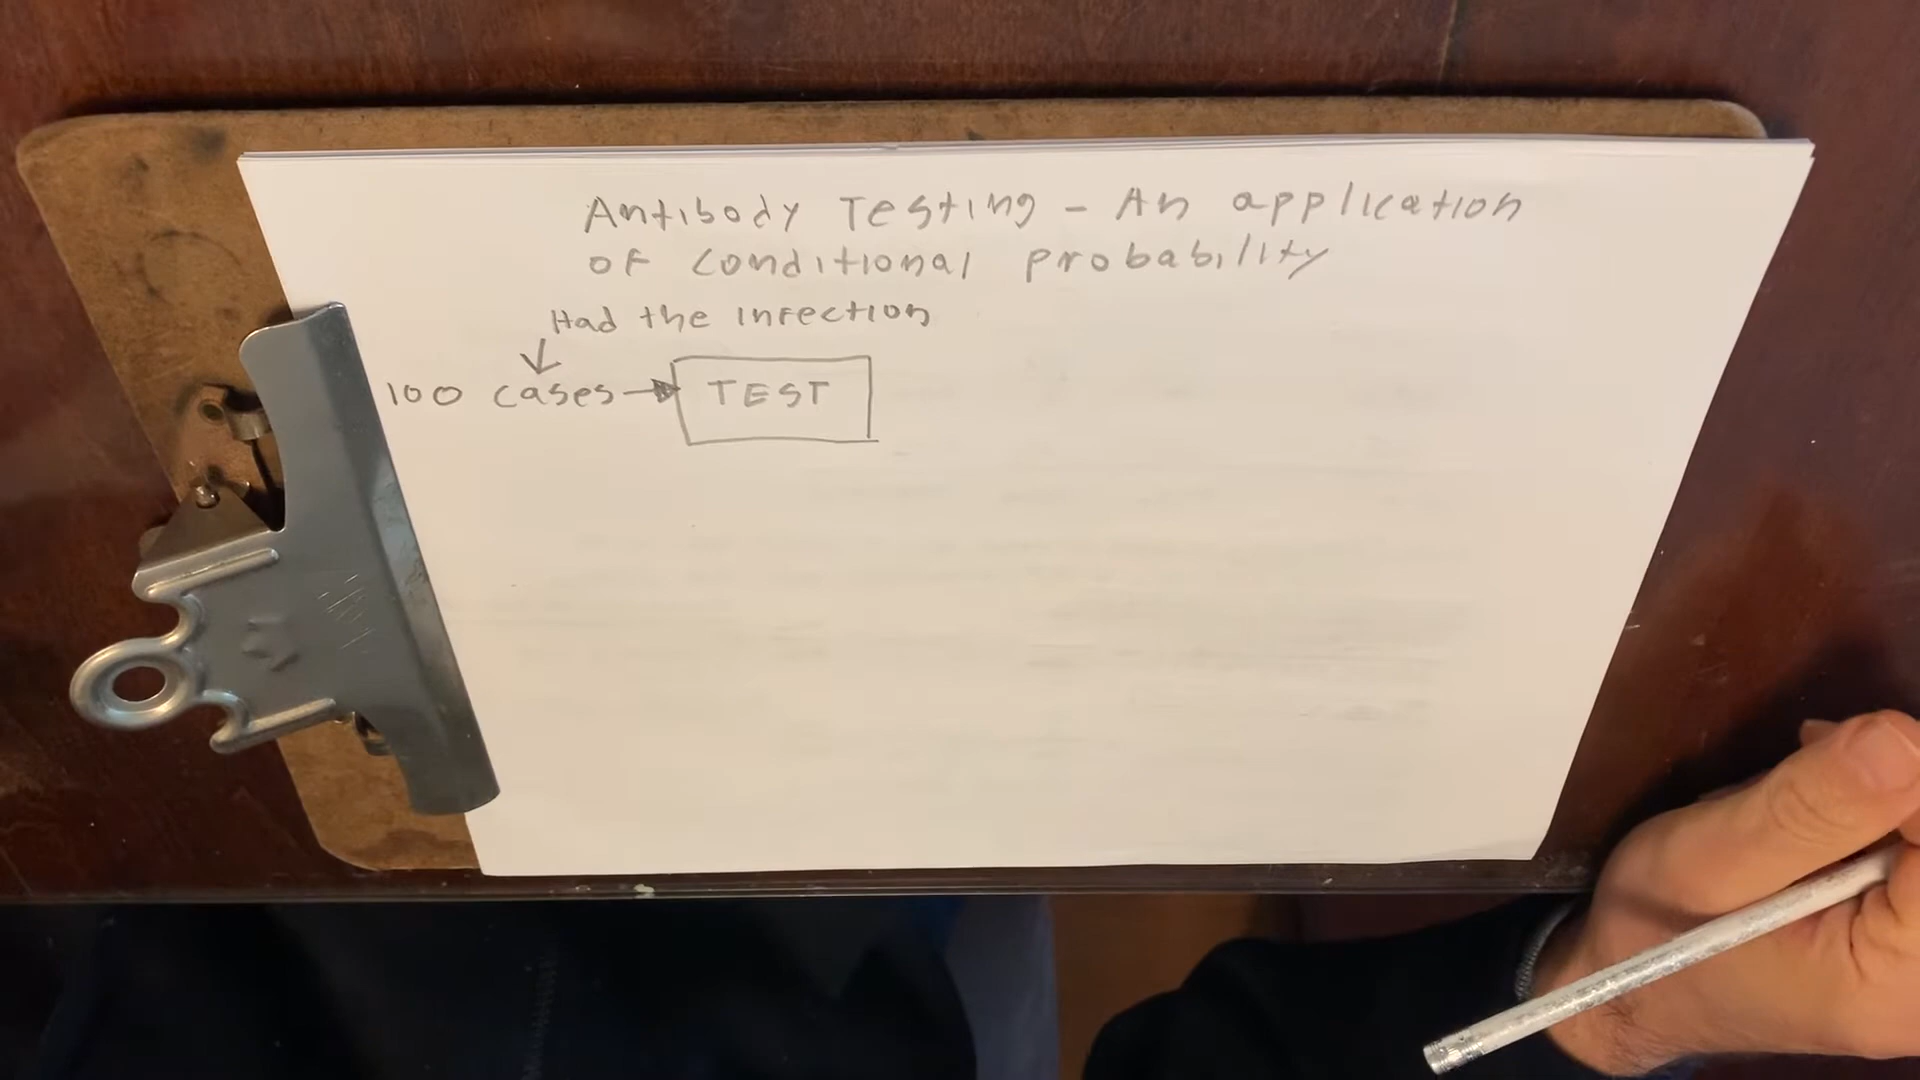 Antibody Testing - An application
of conditional probability
Had the infection
100 cases → TEST